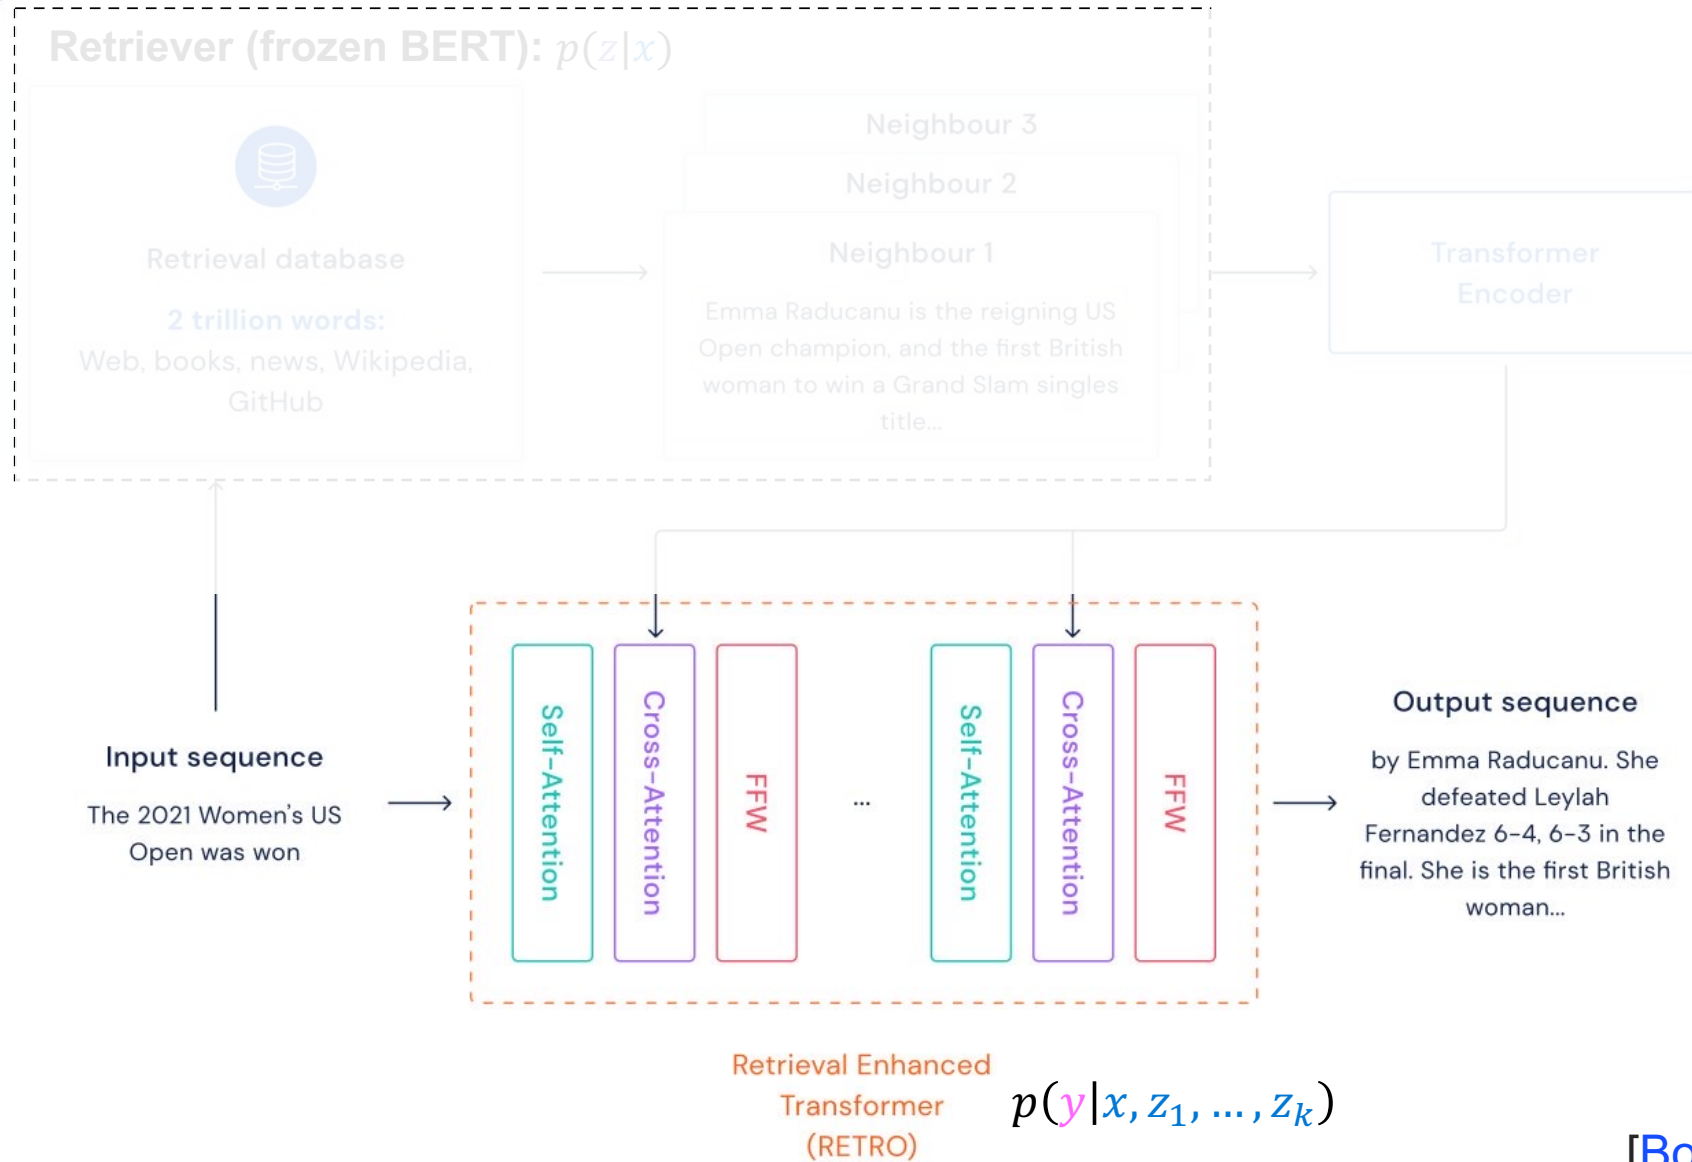 Retriever (frozen BERT): p(z|x)
Retrieval database
2 trillion words:
Web, books, news, Wikipedia,
GitHub
Neighbour 3
Neighbour 2
Neighbour 1
Emma Raducanu is the reigning US
Open champion, and the first British
woman to win a Grand Slam singles
title...
Transformer
Encoder
Input sequence
The 2021 Women's US
Open was won
Self-Attention
Cross-Attention
FFW
...
Self-Attention
Cross-Attention
FFW
Output sequence
by Emma Raducanu. She
defeated Leylah
Fernandez 6-4, 6-3 in the
final. She is the first British
woman...
Retrieval Enhanced
Transformer
(RETRO)
p(y|x, z₁, ..., zₖ)